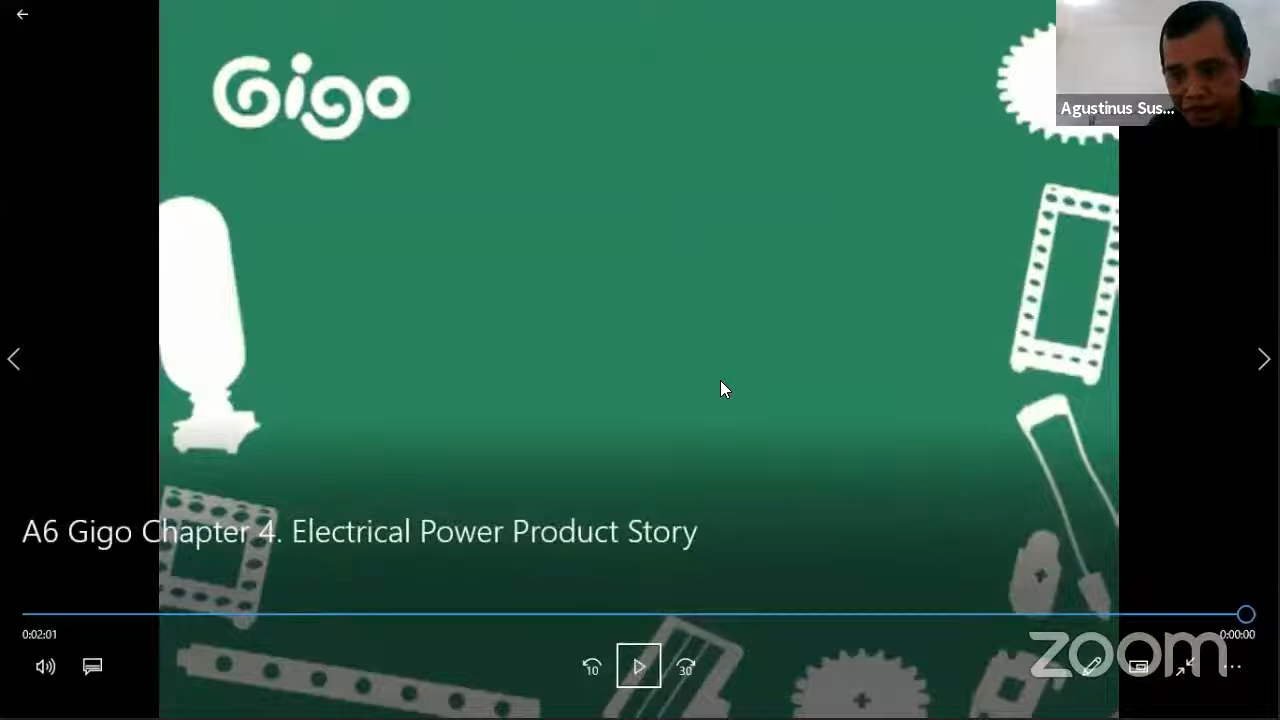 Gigo
Agustinus Sus...
A6 Gigo Chapter 4. Electrical Power Product Story
0:02:01
0:00:00
10
30
zoom